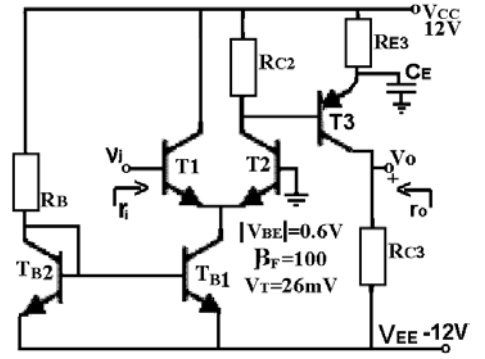 VCC
12V
RE3
RC2
CE
T3
Vi
T1
T2
Vo
+
RB
ri
ro
|VBE|=0.6V
βF=100
VT=26mV
RC3
TB2
TB1
VEE -12V